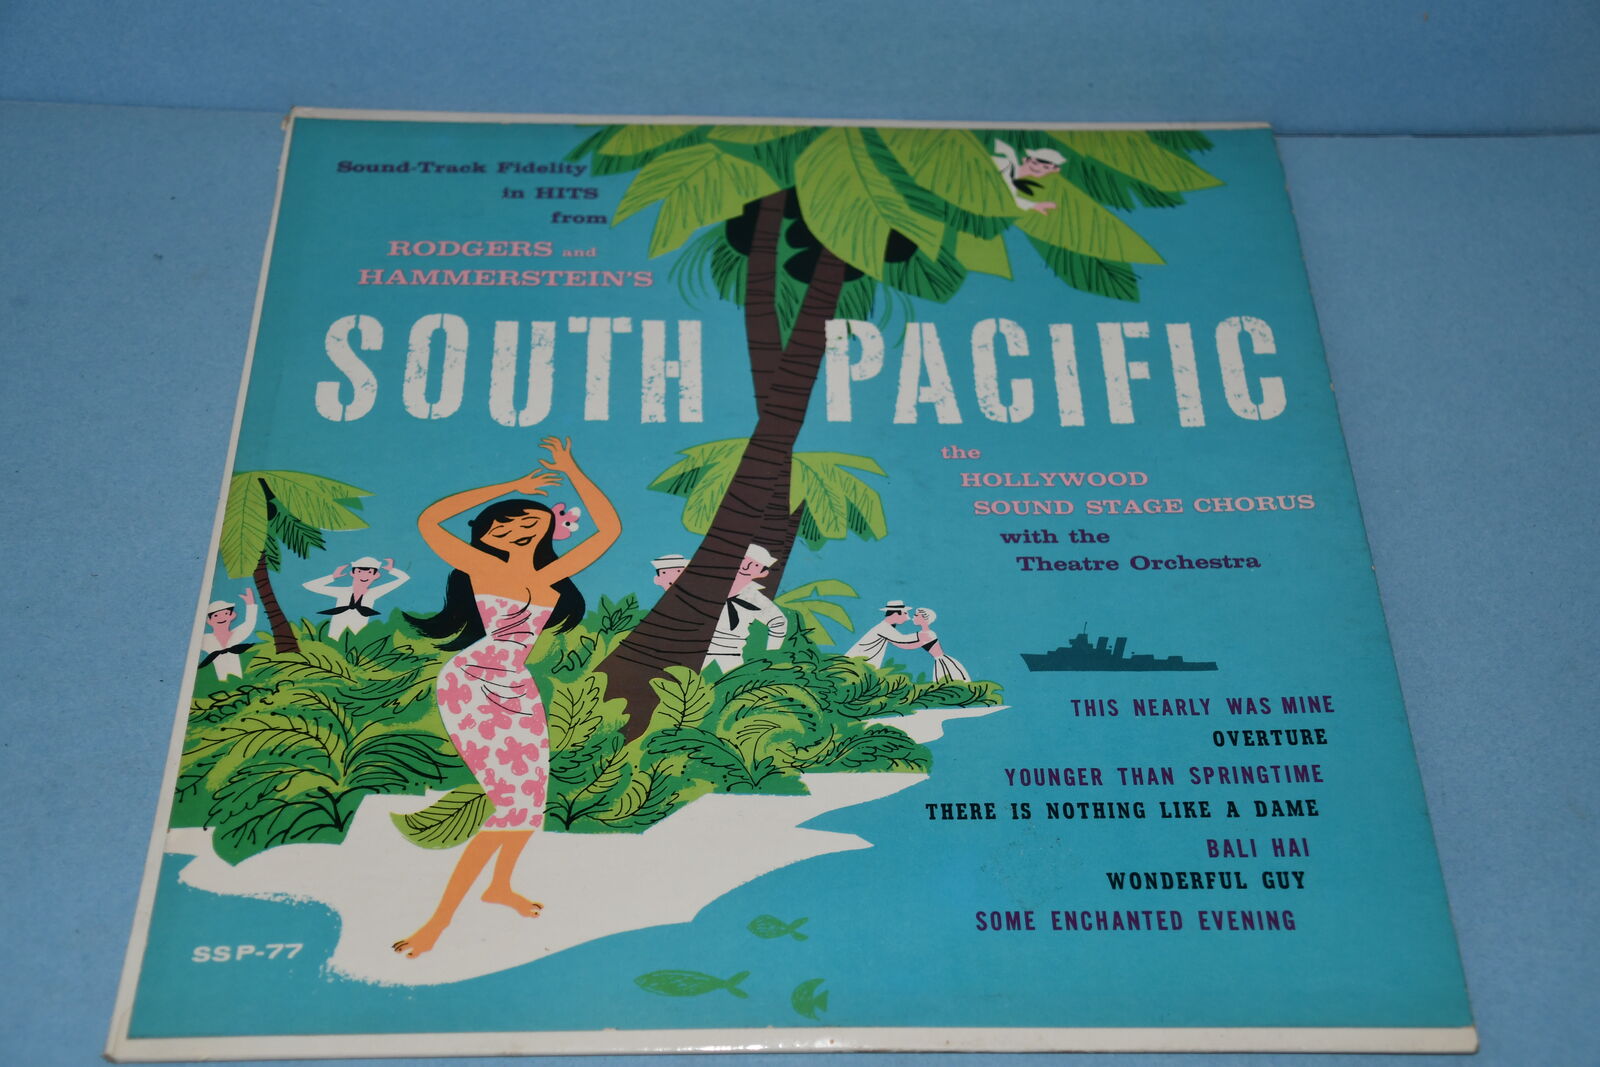 Sound-Track Fidelity
in HITS
from
RODGERS and
HAMMERSTEIN'S
SOUTH PACIFIC
the
HOLLYWOOD
SOUND STAGE CHORUS
with the
Theatre Orchestra
THIS NEARLY WAS MINE
OVERTURE
YOUNGER THAN SPRINGTIME
THERE IS NOTHING LIKE A DAME
BALI HAI
WONDERFUL GUY
SOME ENCHANTED EVENING
SSP-77